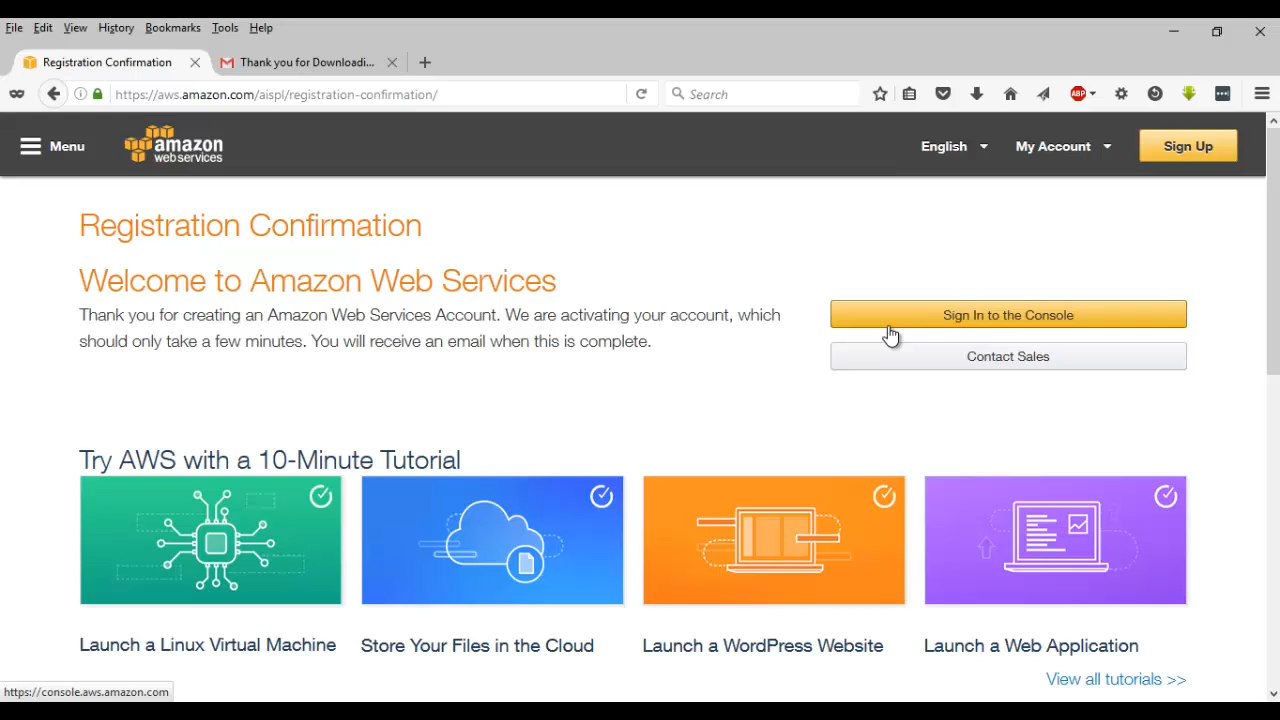 File Edit View History Bookmarks Tools Help
Registration Confirmation
Thank you for Downloadi...
https://aws.amazon.com/aispl/registration-confirmation/
Search
ABP
Menu
amazon
web services
English
My Account
Sign Up
Registration Confirmation
Welcome to Amazon Web Services
Thank you for creating an Amazon Web Services Account. We are activating your account, which
should only take a few minutes. You will receive an email when this is complete.
Sign In to the Console
Contact Sales
Try AWS with a 10-Minute Tutorial
Launch a Linux Virtual Machine
Store Your Files in the Cloud
Launch a WordPress Website
Launch a Web Application
View all tutorials >>
https://console.aws.amazon.com